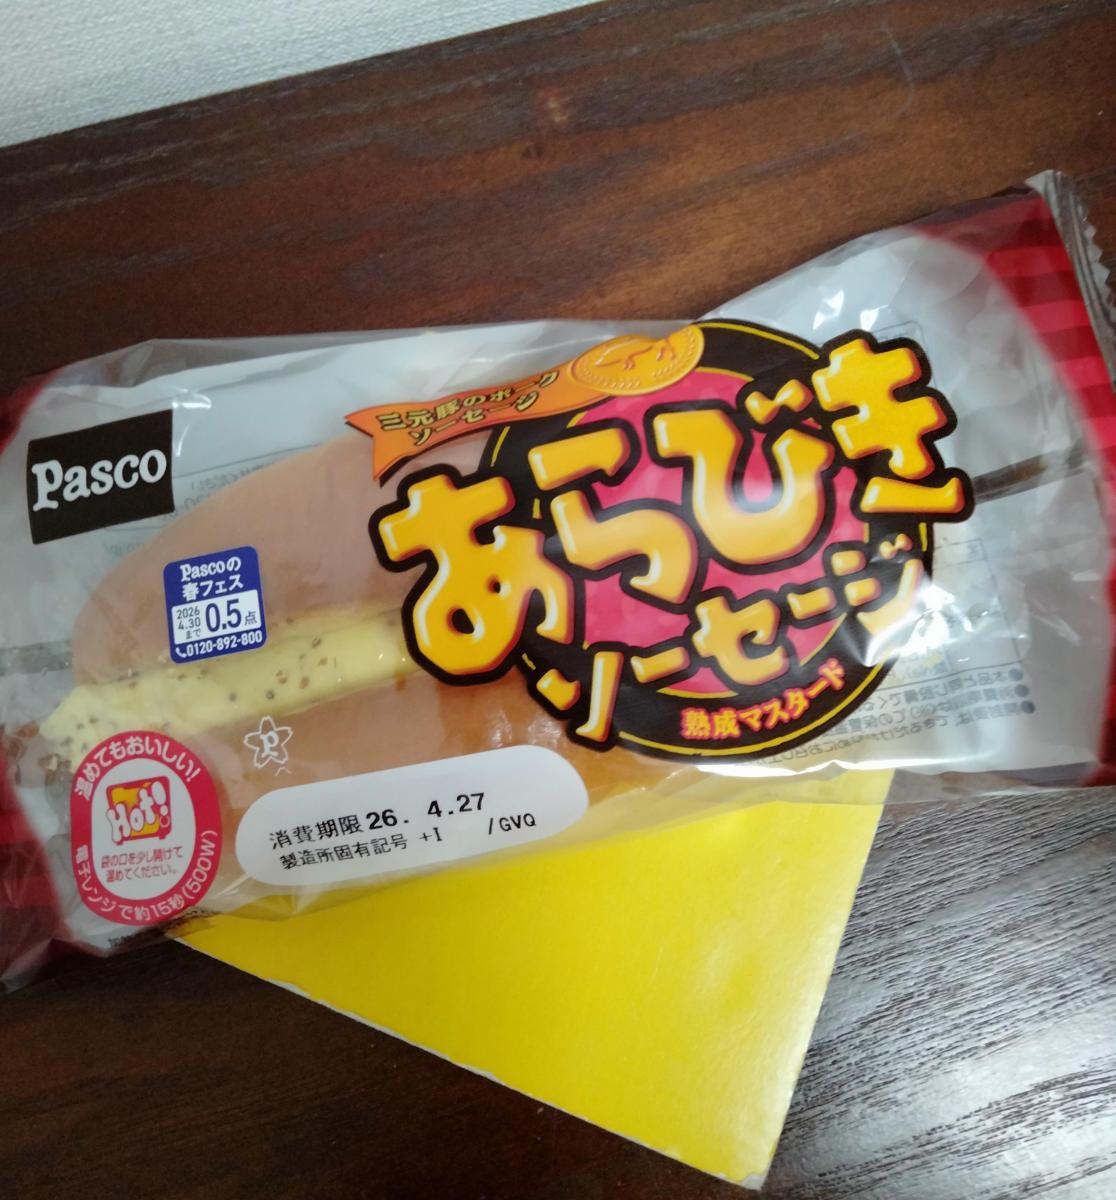 Pasco
三元豚のポーク
ソーセージ
あらびき
ソーセージ
熟成マスタード
Pascoの
春フェス
2026
4.30
まで
0.5点
0120-892-800
P
温めてもおいしい!
Hot!
袋の口を少し開けて
温めてください。
電子レンジで約15秒(500W)
消費期限26. 4.27
製造所固有記号 +I /GVQ